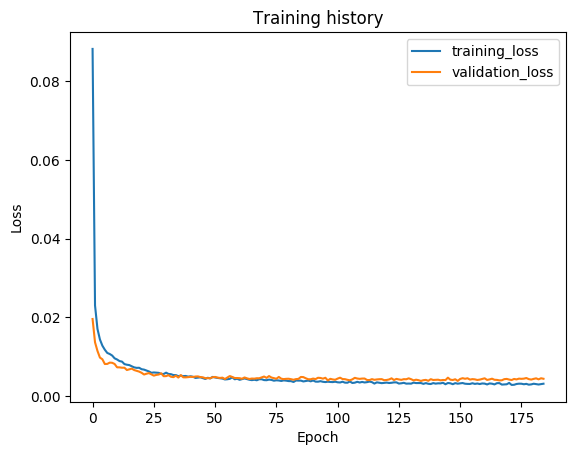 Training history
training_loss
validation_loss
Loss
0.08
0.06
0.04
0.02
0.00
0 25 50 75 100 125 150 175
Epoch